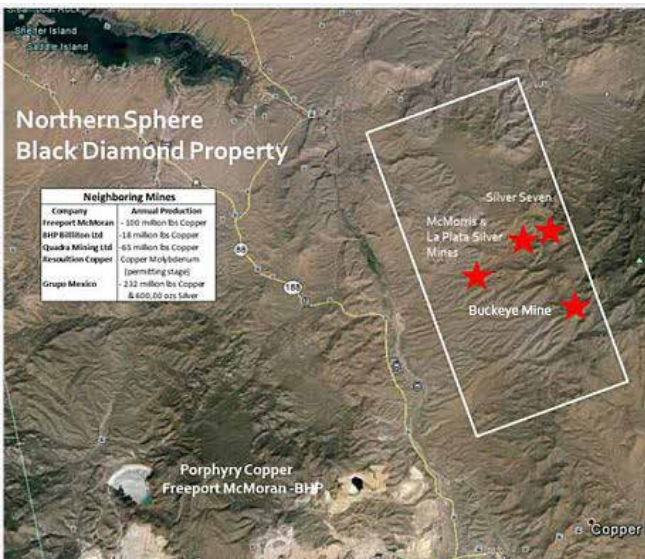 Shelter Island
Saddle Island
Northern Sphere
Black Diamond Property
Neighboring Mines
Company Annual Production
Freeport McMoran - 100 million lbs Copper
BHP Billiton Ltd -18 million lbs Copper
Quadra Mining Ltd -65 million lbs Copper
Resoultion Copper Copper Molybdenum
(permitting stage)
Grupo Mexico - 232 million lbs Copper
& 600,00 ozs Silver
Silver Seven
McMorris &
La Plata Silver
Mines
88
188
Buckeye Mine
Porphyry Copper
Freeport McMoran -BHP
Copper